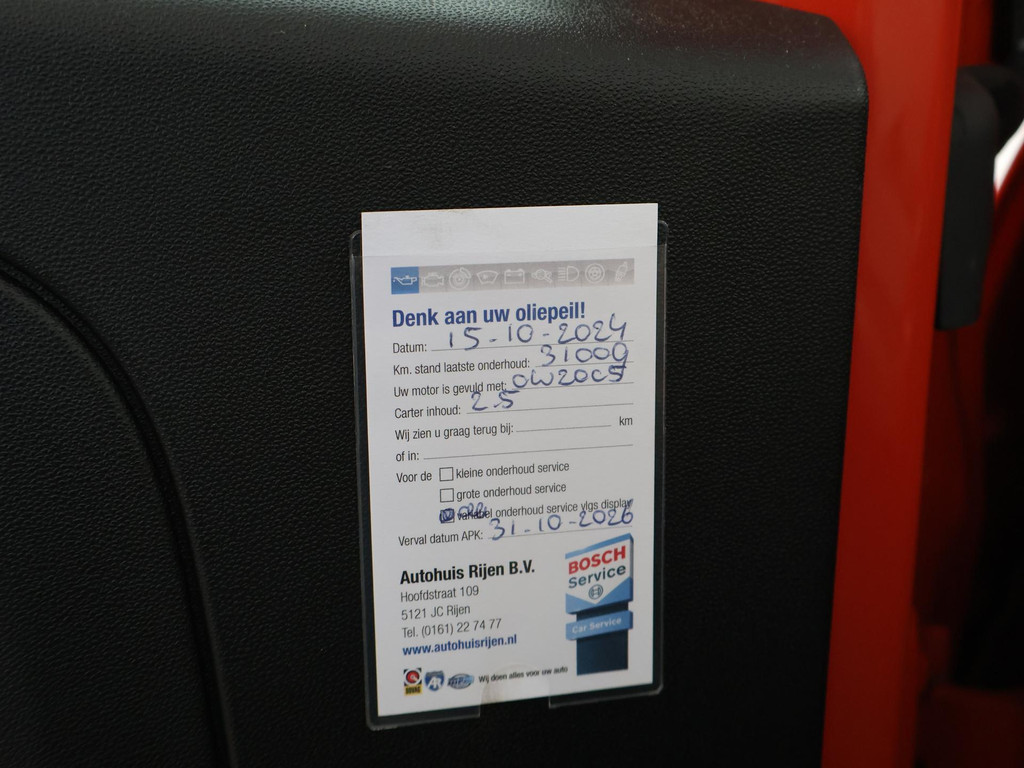 Denk aan uw oliepeil!
Datum: 15-10-2024
Km. stand laatste onderhoud: 31009
Uw motor is gevuld met: 0W20C5
Carter inhoud: 2.5
Wij zien u graag terug bij: km
of in:
Voor de kleine onderhoud service
grote onderhoud service
variabel onderhoud service vlgs display
Verval datum APK: 31-10-2026
Autohuis Rijen B.V.
Hoofdstraat 109
5121 JC Rijen
Tel. (0161) 22 74 77
www.autohuisrijen.nl
BOSCH
Service
Car Service
BOVAG
Wij doen alles voor uw auto